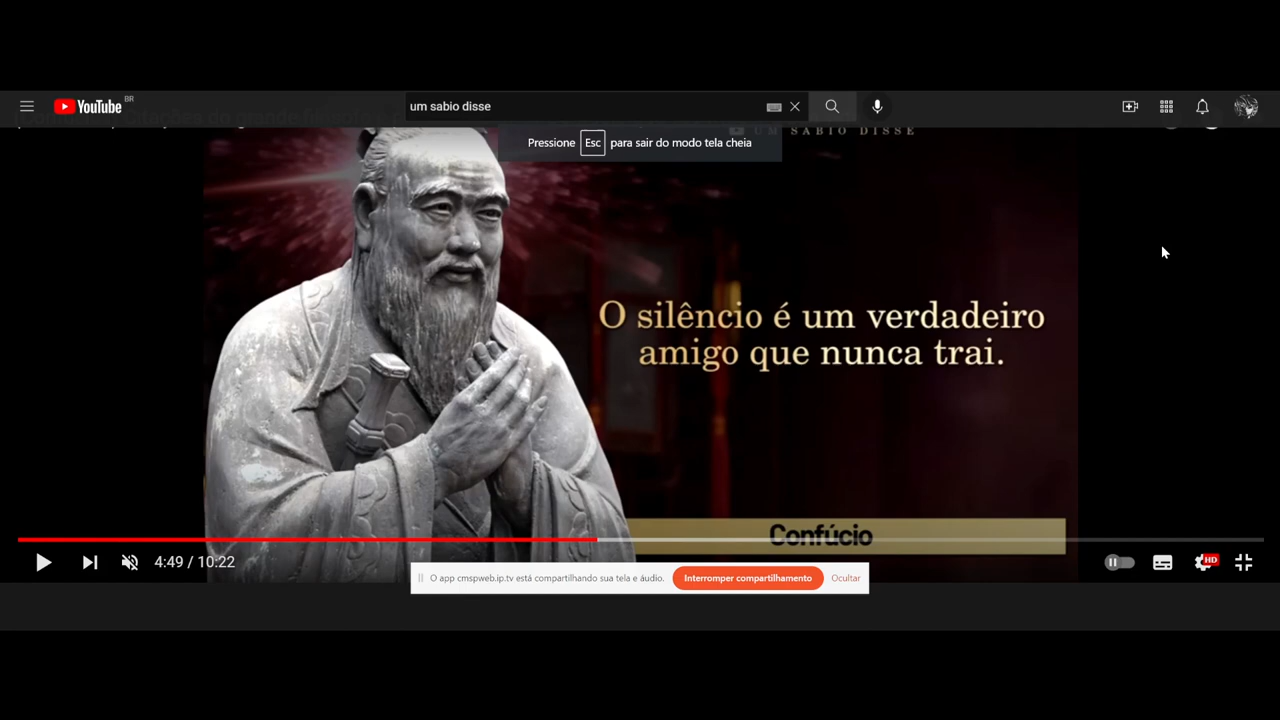 YouTube
BR
um sabio disse
UM SÁBIO DISSE
Pressione Esc para sair do modo tela cheia
O silêncio é um verdadeiro
amigo que nunca trai.
Confúcio
4:49 / 10:22
HD
O app cmspweb.ip.tv está compartilhando sua tela e áudio. Interromper compartilhamento Ocultar